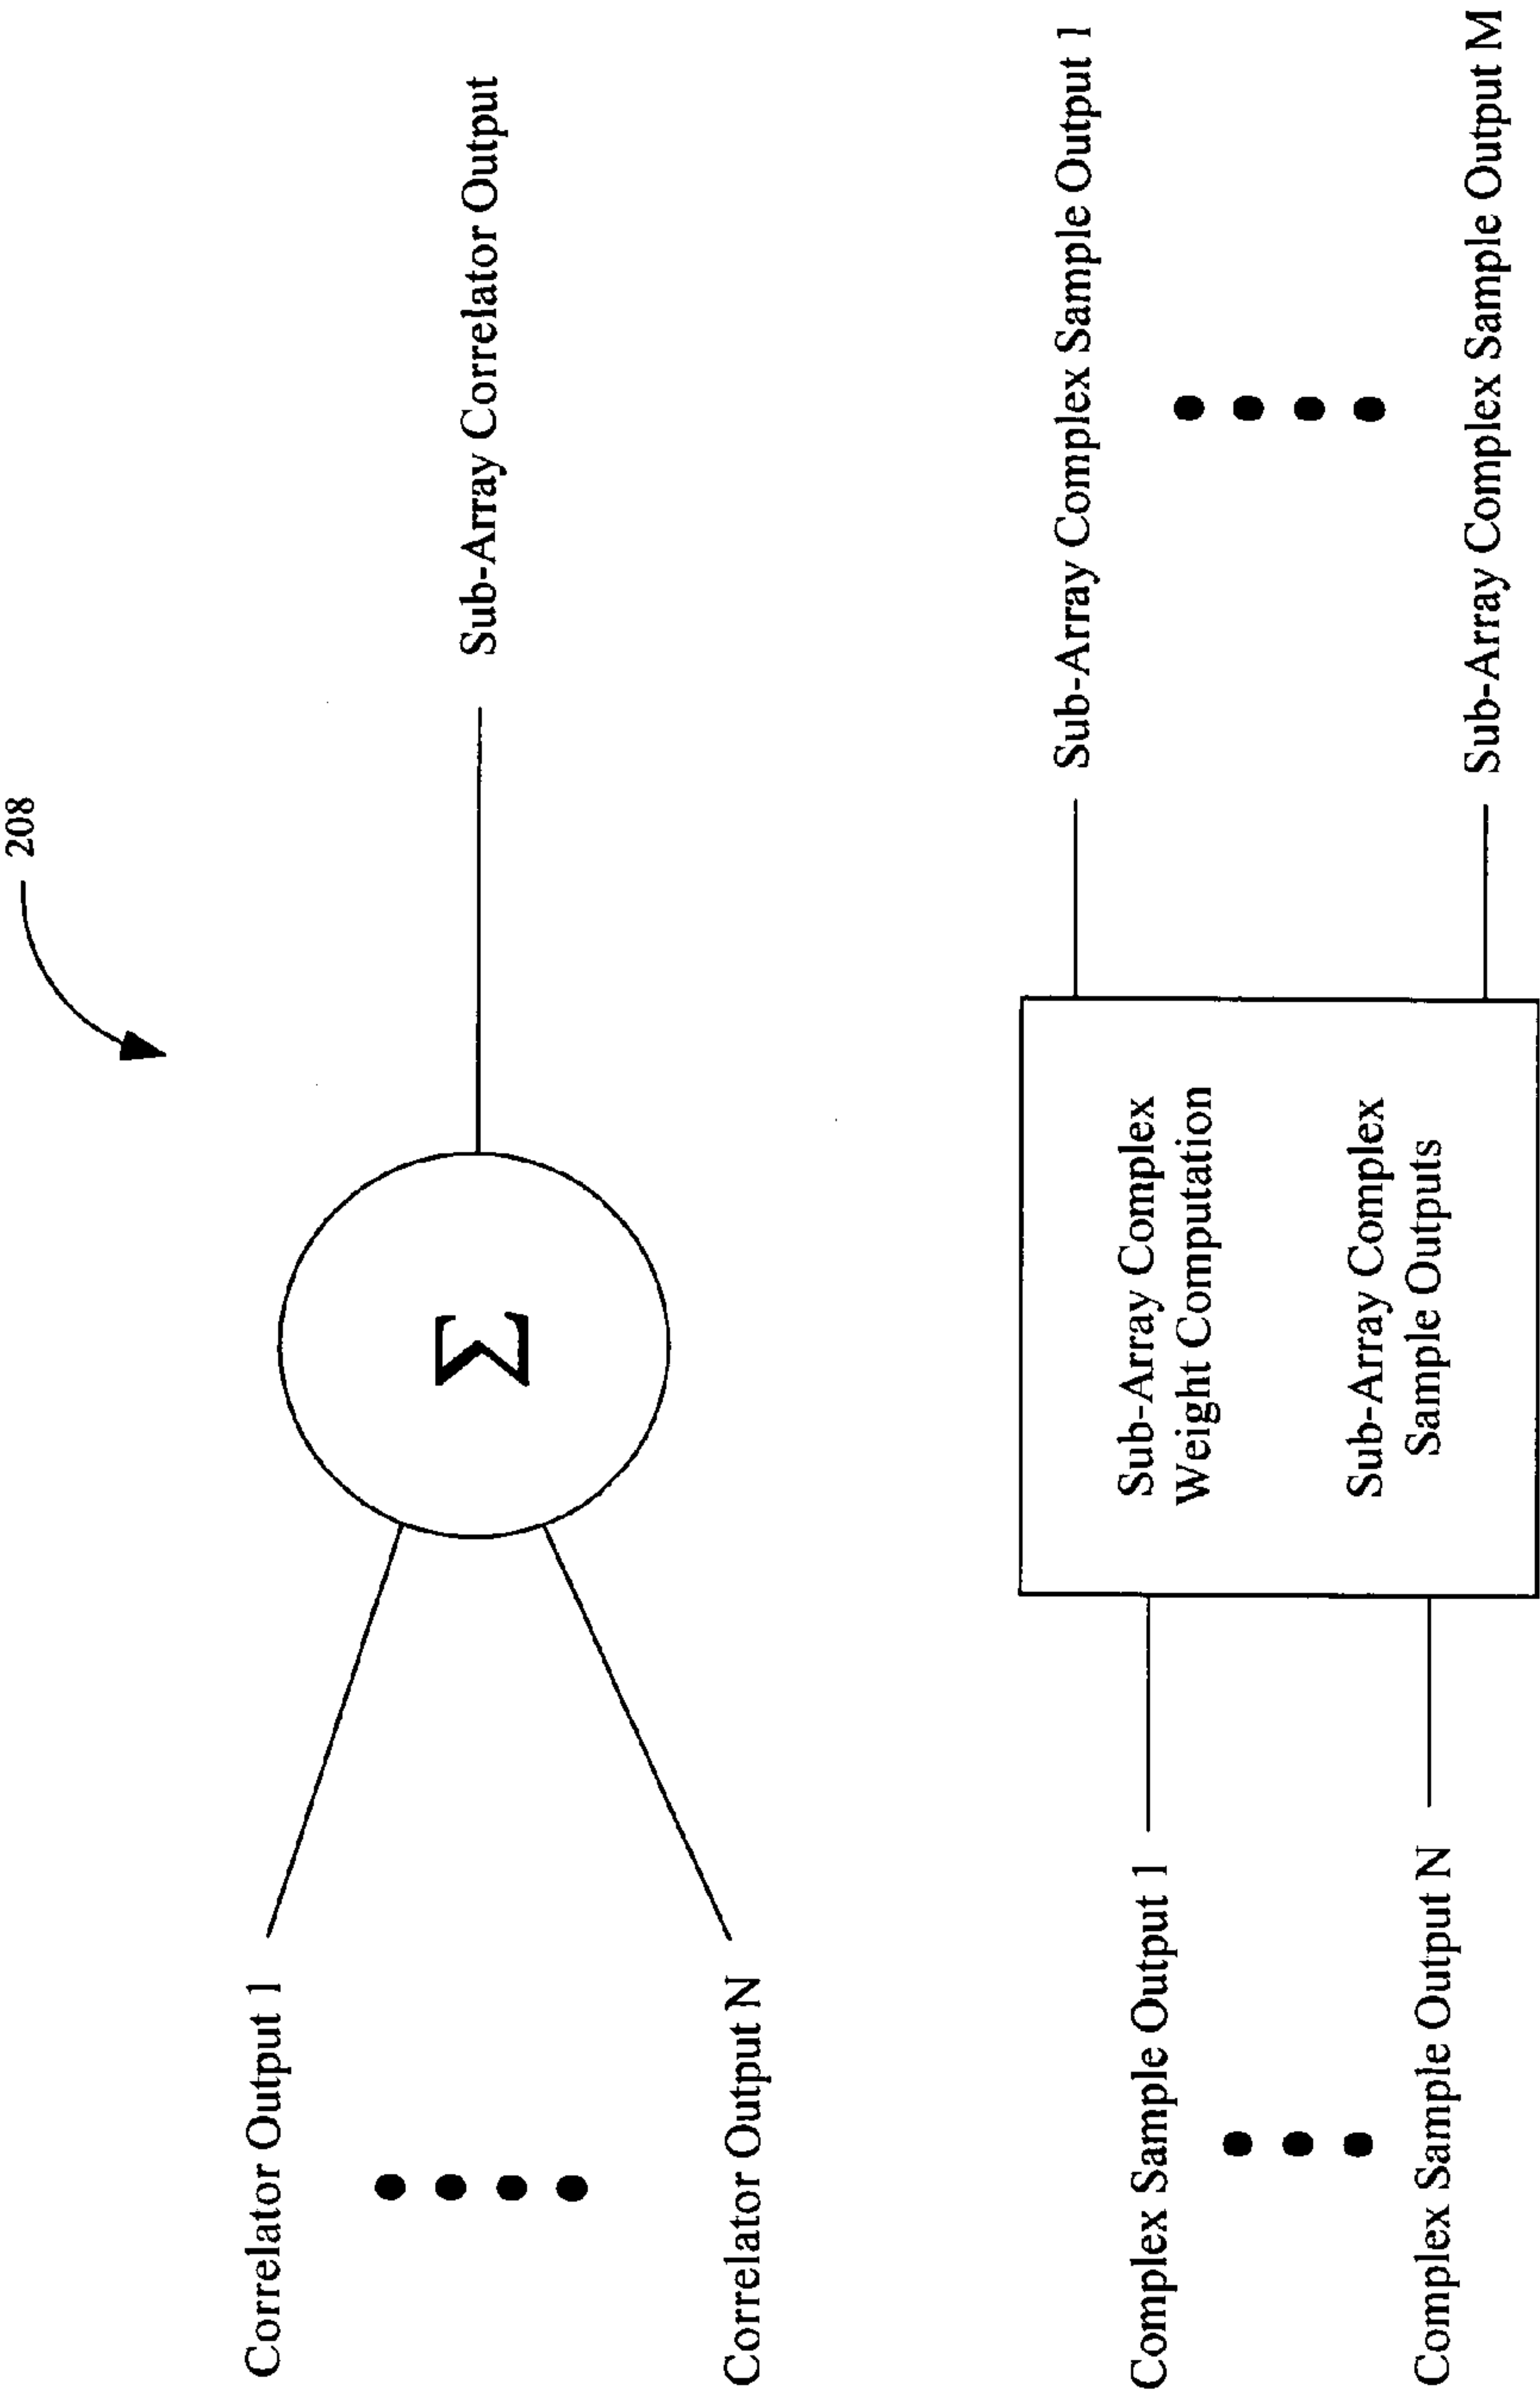 208
Correlator Output 1
Correlator Output N
Σ
Sub-Array Correlator Output
Complex Sample Output 1
Complex Sample Output N
Sub-Array Complex
Weight Computation
Sub-Array Complex
Sample Outputs
Sub-Array Complex Sample Output 1
Sub-Array Complex Sample Output M